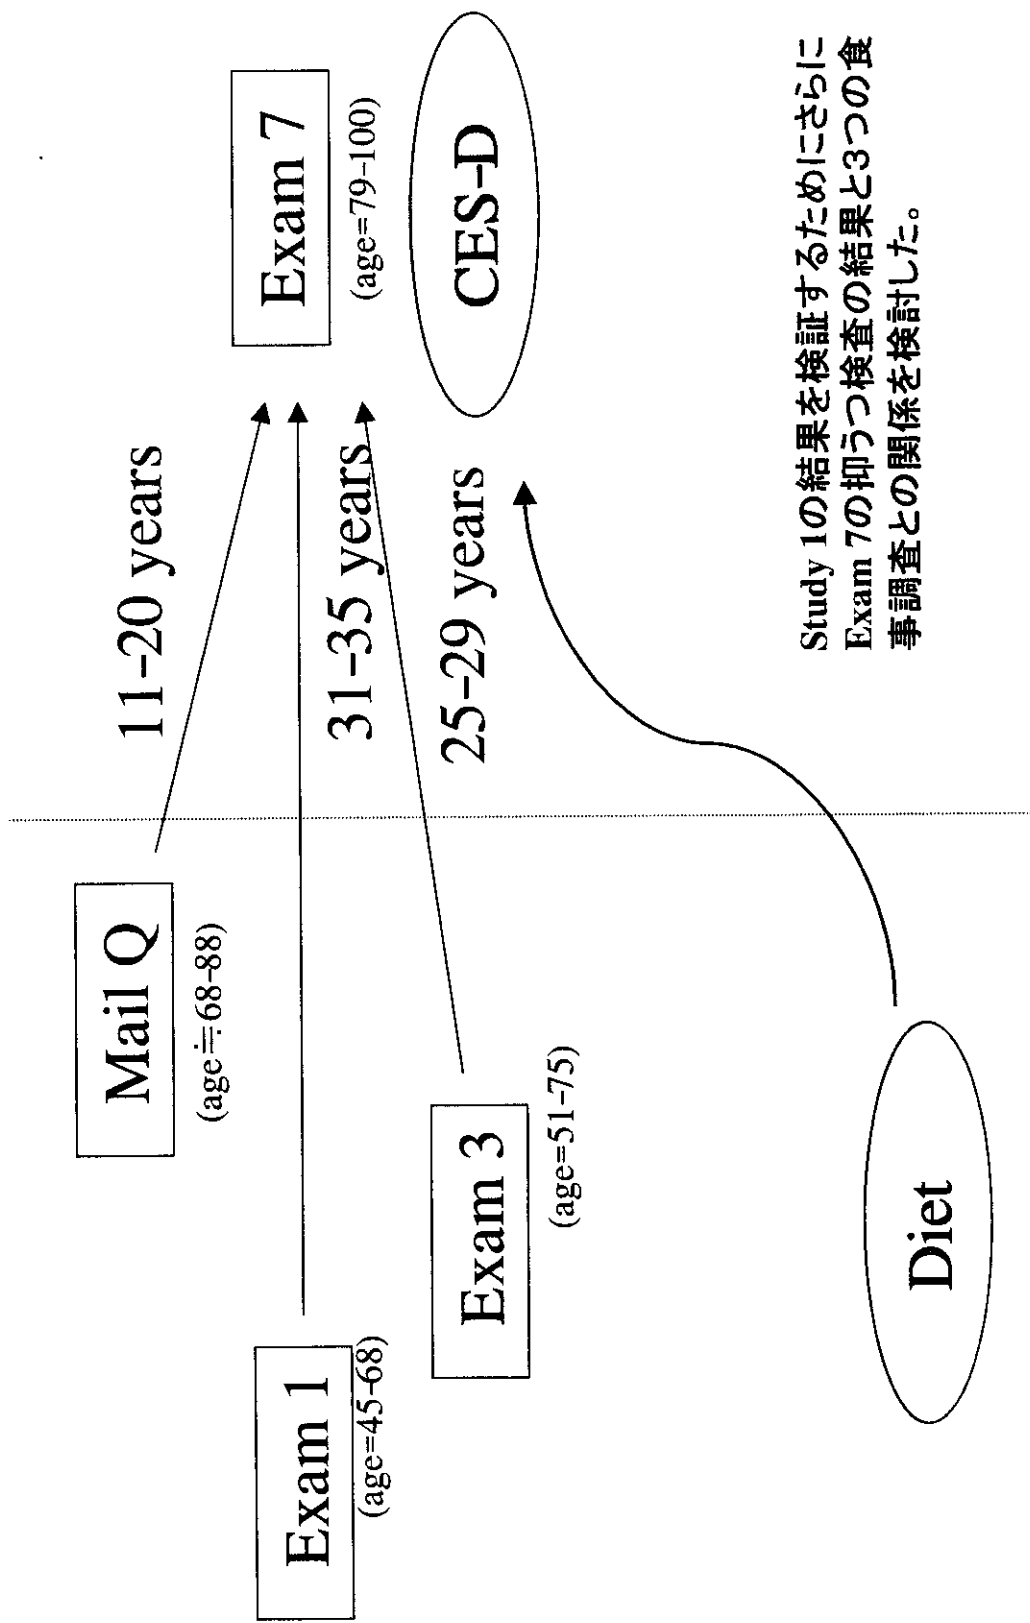 Mail Q
(age≒68-88)
11-20 years
Exam 1
(age=45-68)
31-35 years
Exam 7
(age=79-100)
Exam 3
(age=51-75)
25-29 years
CES-D
Diet
Study 1の結果を検証するためにさらに
Exam 7の抑うつ検査の結果と3つの食
事調査との関係を検討した。